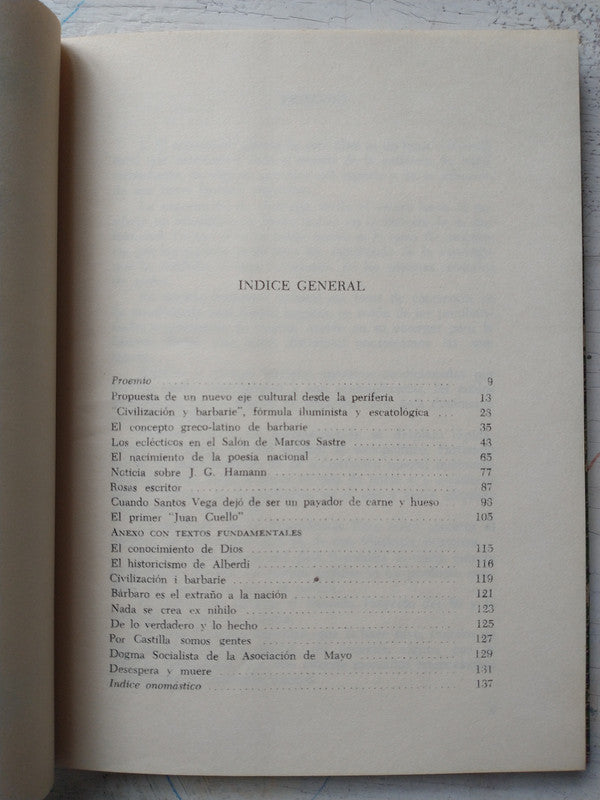 INDICE GENERAL
Proemio 9
Propuesta de un nuevo eje cultural desde la periferia 13
"Civilización y barbarie", fórmula iluminista y escatológica ... 23
El concepto greco-latino de barbarie 35
Los eclécticos en el Salón de Marcos Sastre 43
El nacimiento de la poesía nacional 65
Noticia sobre J. G. Hamann 77
Rosas escritor 87
Cuando Santos Vega dejó de ser un payador de carne y hueso 93
El primer "Juan Cuello" 105
ANEXO CON TEXTOS FUNDAMENTALES
El conocimiento de Dios 115
El historicismo de Alberdi 116
Civilización i barbarie 119
Bárbaro es el extraño a la nación 121
Nada se crea ex nihilo 123
De lo verdadero y lo hecho 125
Por Castilla somos gentes 127
Dogma Socialista de la Asociación de Mayo 129
Desespera y muere 131
Indice onomástico 137